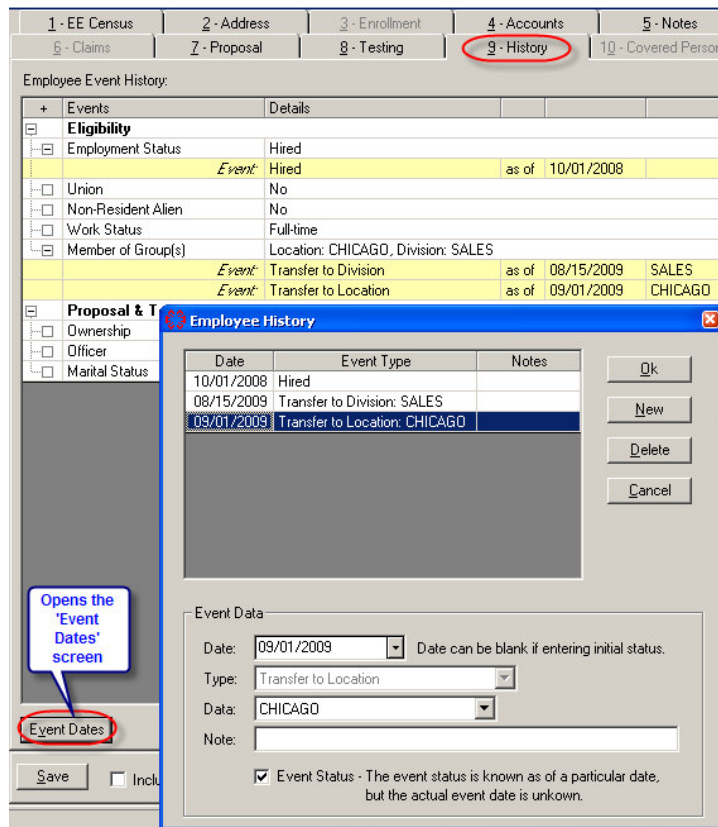 1 - EE Census 2 - Address 3 - Enrollment 4 - Accounts 5 - Notes
6 - Claims 7 - Proposal 8 - Testing 9 - History 10 - Covered Person
Employee Event History:
+ Events Details
Eligibility
Employment Status Hired
Event: Hired as of 10/01/2008
Union No
Non-Resident Alien No
Work Status Full-time
Member of Group(s) Location: CHICAGO, Division: SALES
Event: Transfer to Division as of 08/15/2009 SALES
Event: Transfer to Location as of 09/01/2009 CHICAGO
Proposal & T
Ownership
Officer
Marital Status
Employee History
Date Event Type Notes
10/01/2008 Hired
08/15/2009 Transfer to Division: SALES
09/01/2009 Transfer to Location: CHICAGO
Ok
New
Delete
Cancel
Event Data
Date: 09/01/2009 Date can be blank if entering initial status.
Type: Transfer to Location
Data: CHICAGO
Note:
Event Status - The event status is known as of a particular date,
but the actual event date is unkown.
Opens the
'Event
Dates'
screen
Event Dates
Save Inclu